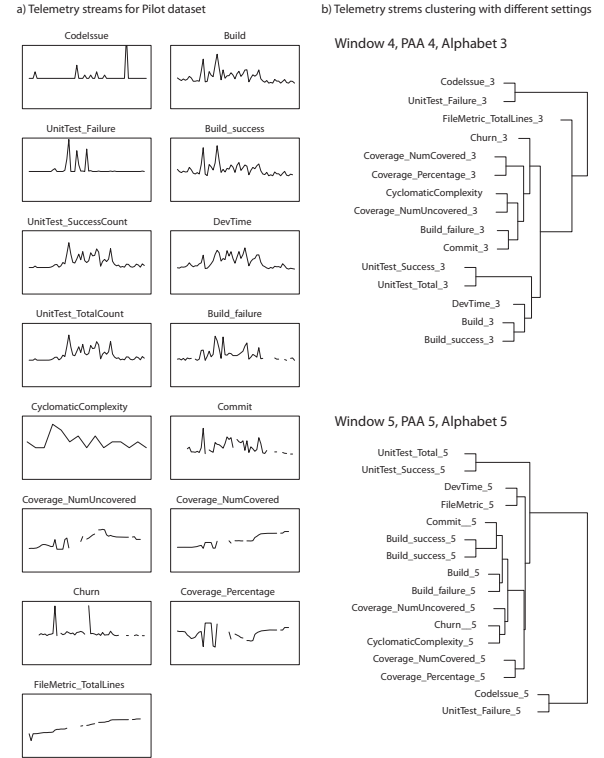 a) Telemetry streams for Pilot dataset
CodeIssue
Build
UnitTest_Failure
Build_success
UnitTest_SuccessCount
DevTime
UnitTest_TotalCount
Build_failure
CyclomaticComplexity
Commit
Coverage_NumUncovered
Coverage_NumCovered
Churn
Coverage_Percentage
FileMetric_TotalLines
b) Telemetry strems clustering with different settings
Window 4, PAA 4, Alphabet 3
CodeIssue_3
UnitTest_Failure_3
FileMetric_TotalLines_3
Churn_3
Coverage_NumCovered_3
Coverage_Percentage_3
CyclomaticComplexity
Coverage_NumUncovered_3
Build_failure_3
Commit_3
UnitTest_Success_3
UnitTest_Total_3
DevTime_3
Build_3
Build_success_3
Window 5, PAA 5, Alphabet 5
UnitTest_Total_5
UnitTest_Success_5
DevTime_5
FileMetric_5
Commit__5
Build_success_5
Build_success_5
Build_5
Build_failure_5
Coverage_NumUncovered_5
Churn__5
CyclomaticComplexity_5
Coverage_NumCovered_5
Coverage_Percentage_5
CodeIssue_5
UnitTest_Failure_5